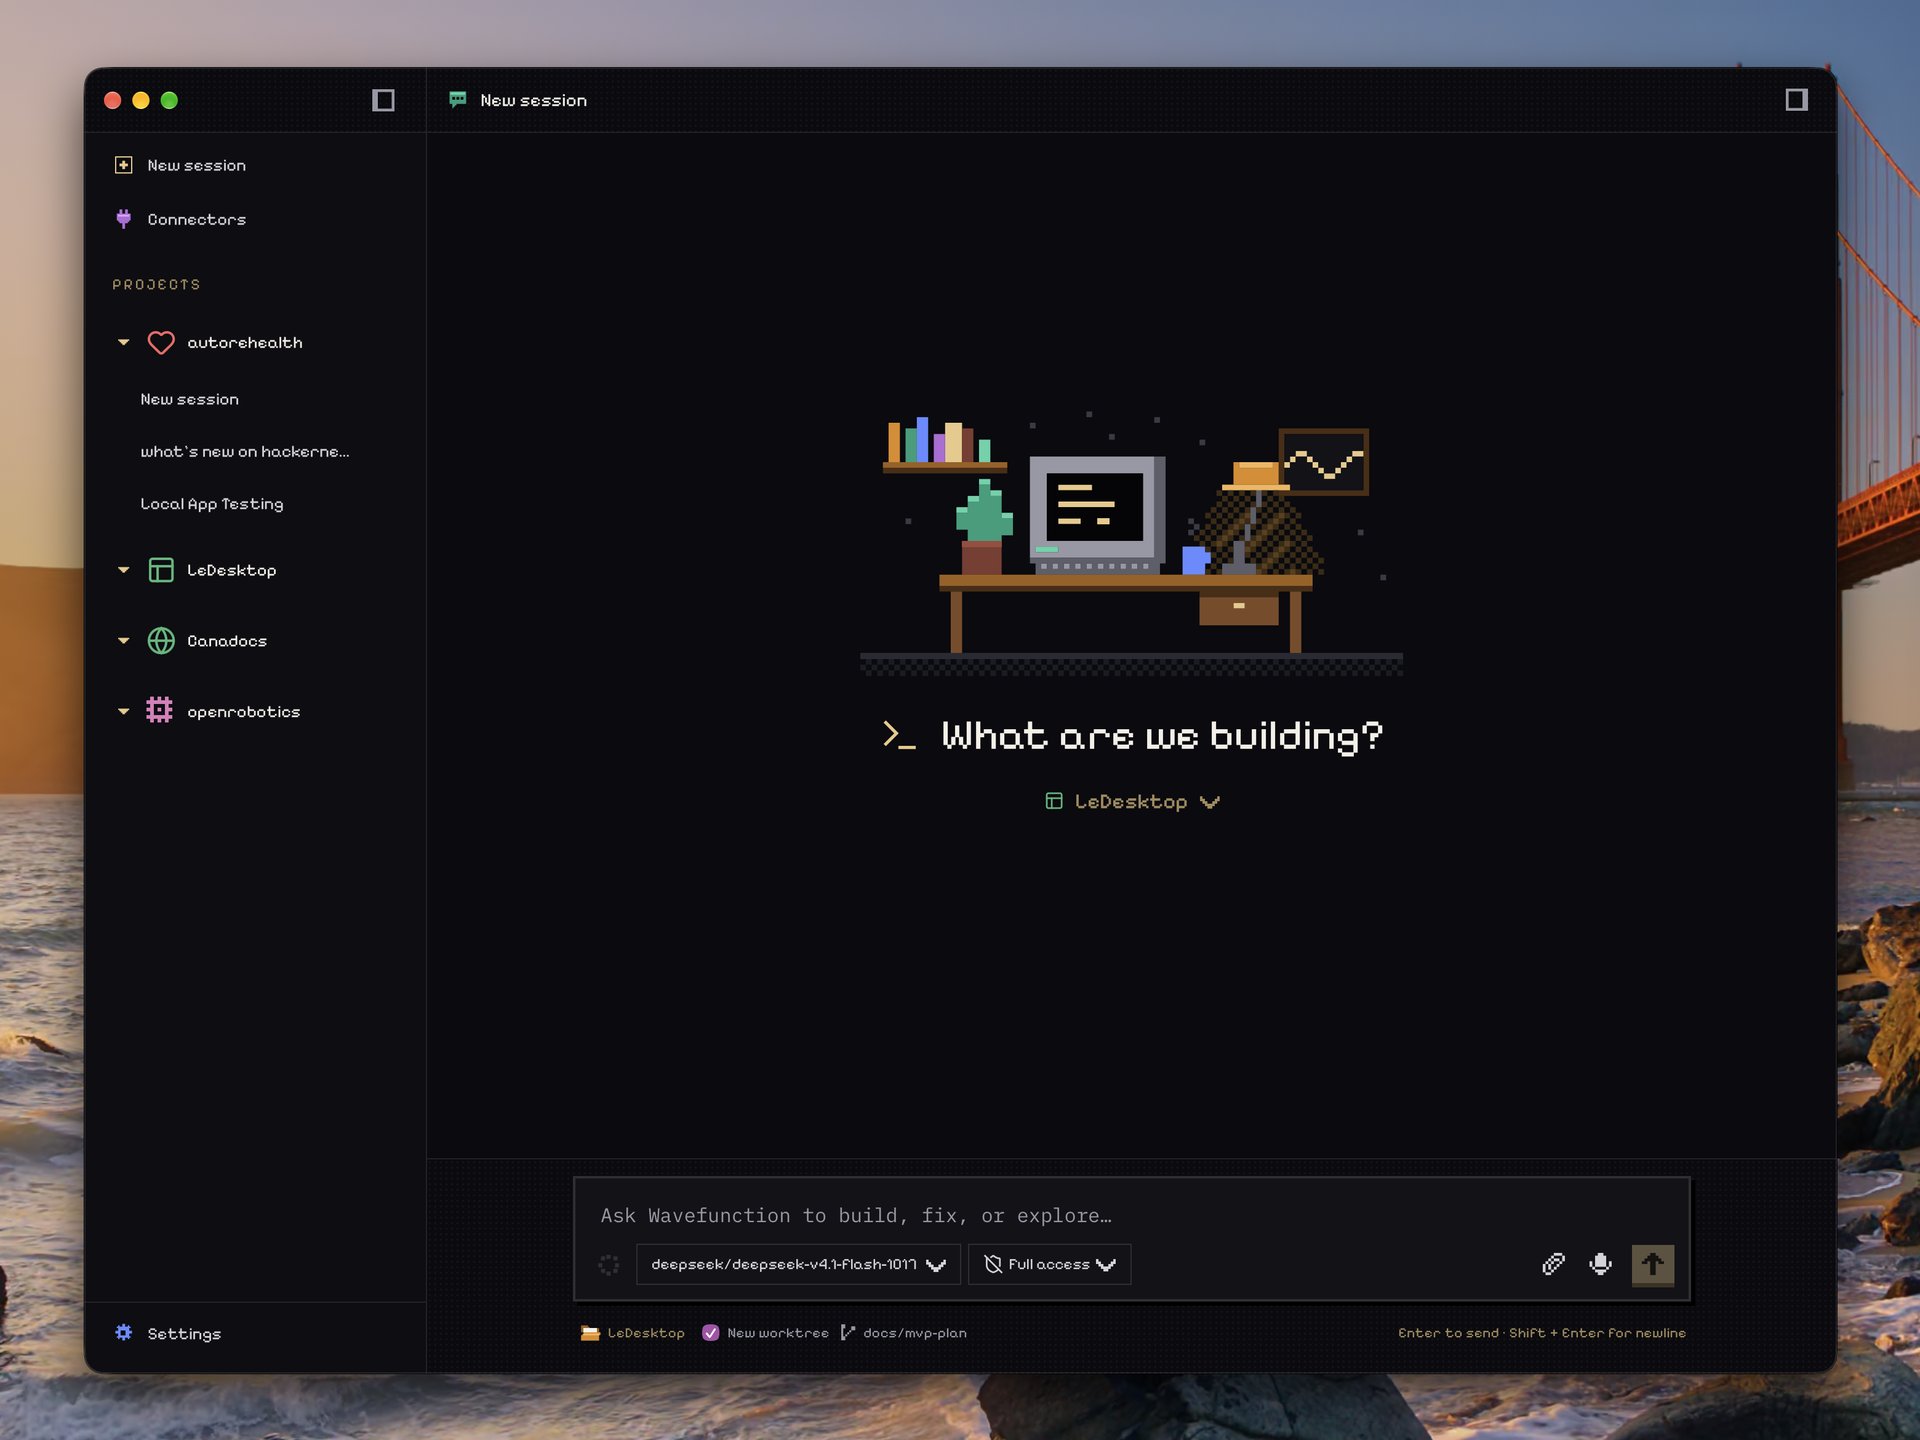 New session
New session
Connectors
PROJECTS
autorehealth
New session
what's new on hackerne...
Local App Testing
LeDesktop
Canadocs
openrobotics
Settings
What are we building?
LeDesktop
Ask Wavefunction to build, fix, or explore…
deepseek/deepseek-v4.1-flash-1017
Full access
LeDesktop New worktree docs/mvp-plan
Enter to send · Shift + Enter for newline